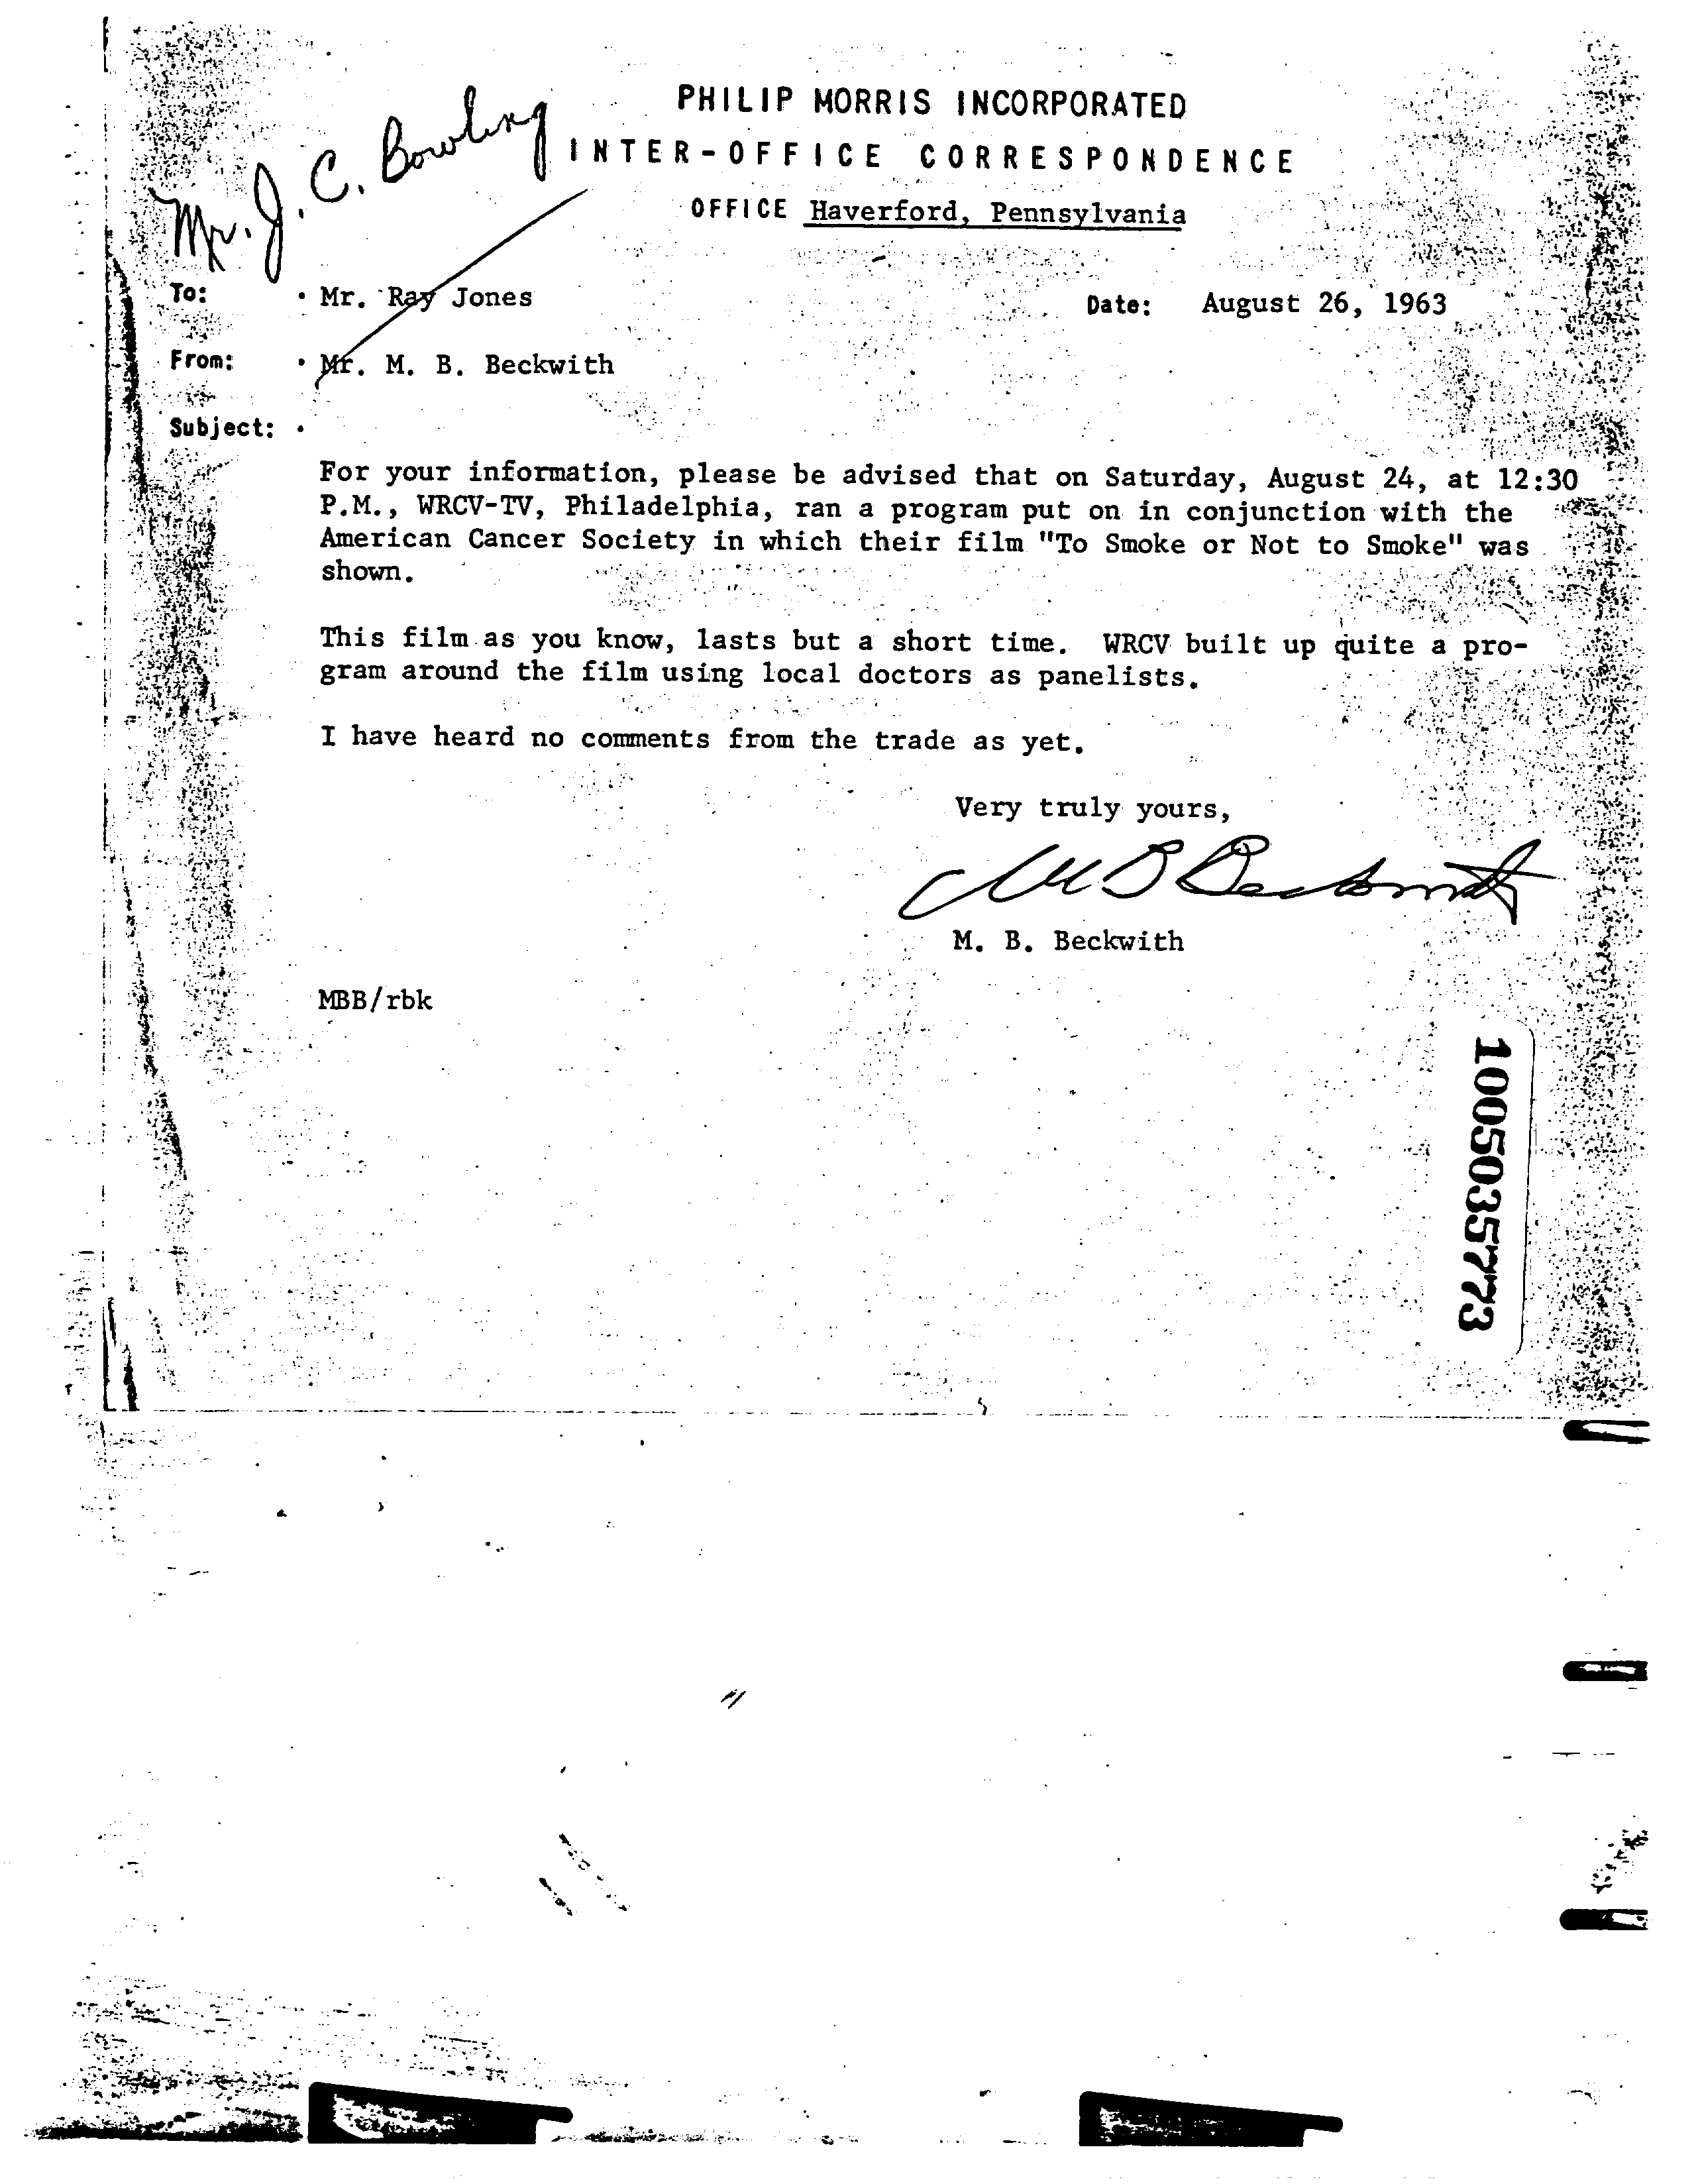 PHILIP MORRIS INCORPORATED
INTER-OFFICE CORRESPONDENCE
OFFICE Haverford, Pennsylvania
Mr. J. C. Bowling
To: Mr. Ray Jones
Date: August 26, 1963
From: Mr. M. B. Beckwith
Subject:
For your information, please be advised that on Saturday, August 24, at 12:30
P.M., WRCV-TV, Philadelphia, ran a program put on in conjunction with the
American Cancer Society in which their film "To Smoke or Not to Smoke" was
shown.
This film as you know, lasts but a short time. WRCV built up quite a pro-
gram around the film using local doctors as panelists.
I have heard no comments from the trade as yet.
Very truly yours,
M B Beckwith
M. B. Beckwith
MBB/rbk
1005035773